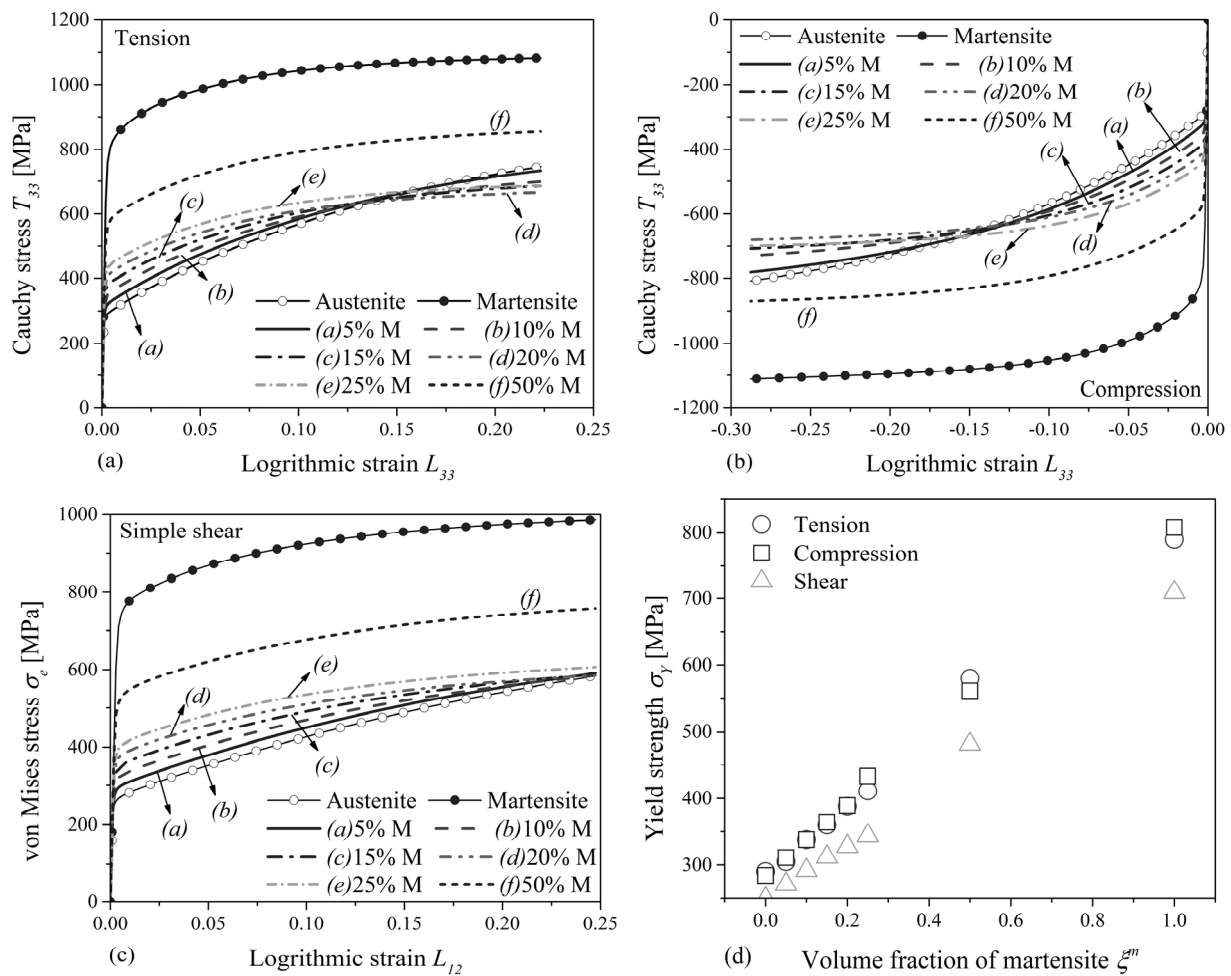 Tension
1200
1000
800
600
400
200
0
Cauchy stress T33 [MPa]
(f)
(e)
(c)
(d)
(b)
(a)
Austenite Martensite
(a)5% M (b)10% M
(c)15% M (d)20% M
(e)25% M (f)50% M
0.00 0.05 0.10 0.15 0.20 0.25
(a) Logrithmic strain L33
0
-200
-400
-600
-800
-1000
-1200
Cauchy stress T33 [MPa]
Austenite Martensite
(a)5% M (b)10% M
(c)15% M (d)20% M
(e)25% M (f)50% M
(b)
(a)
(c)
(e)
(d)
(f)
Compression
-0.30 -0.25 -0.20 -0.15 -0.10 -0.05 0.00
(b) Logrithmic strain L33
Simple shear
1000
800
600
400
200
0
von Mises stress σe [MPa]
(f)
(e)
(d)
(c)
(b)
(a)
Austenite Martensite
(a)5% M (b)10% M
(c)15% M (d)20% M
(e)25% M (f)50% M
0.00 0.05 0.10 0.15 0.20 0.25
(c) Logrithmic strain L12
Tension
Compression
Shear
800
700
600
500
400
300
Yield strength σY [MPa]
0.0 0.2 0.4 0.6 0.8 1.0
(d) Volume fraction of martensite ξm